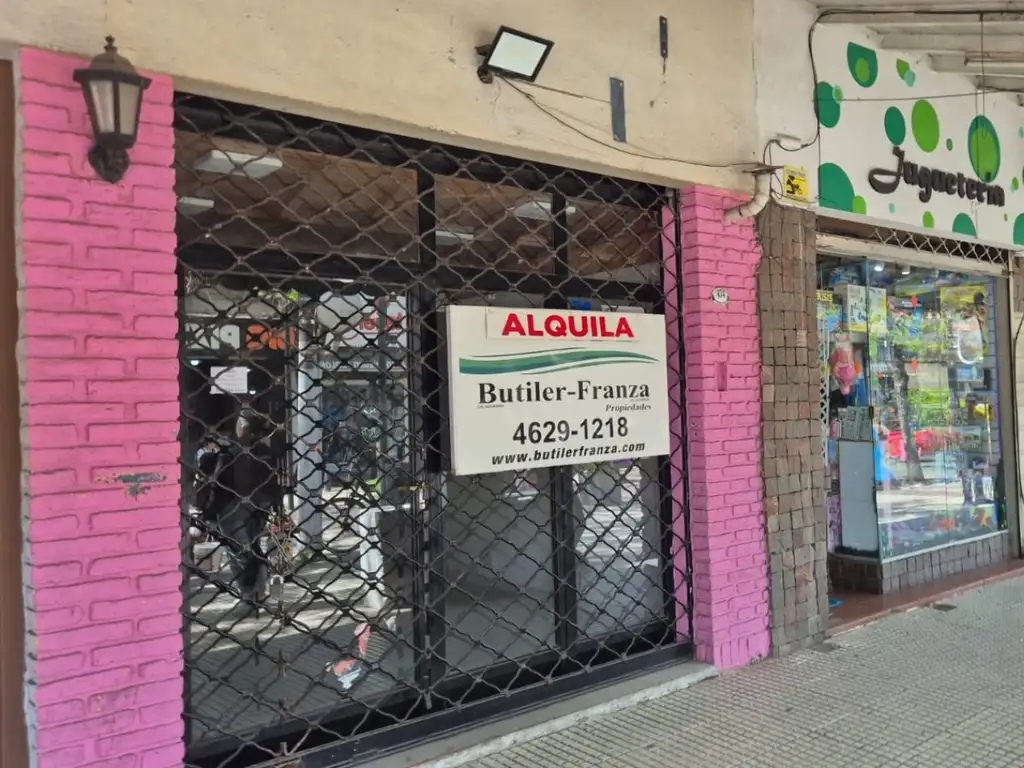 ALQUILA
Butiler-Franza
Propiedades
4629-1218
www.butilerfranza.com
Jugueteria